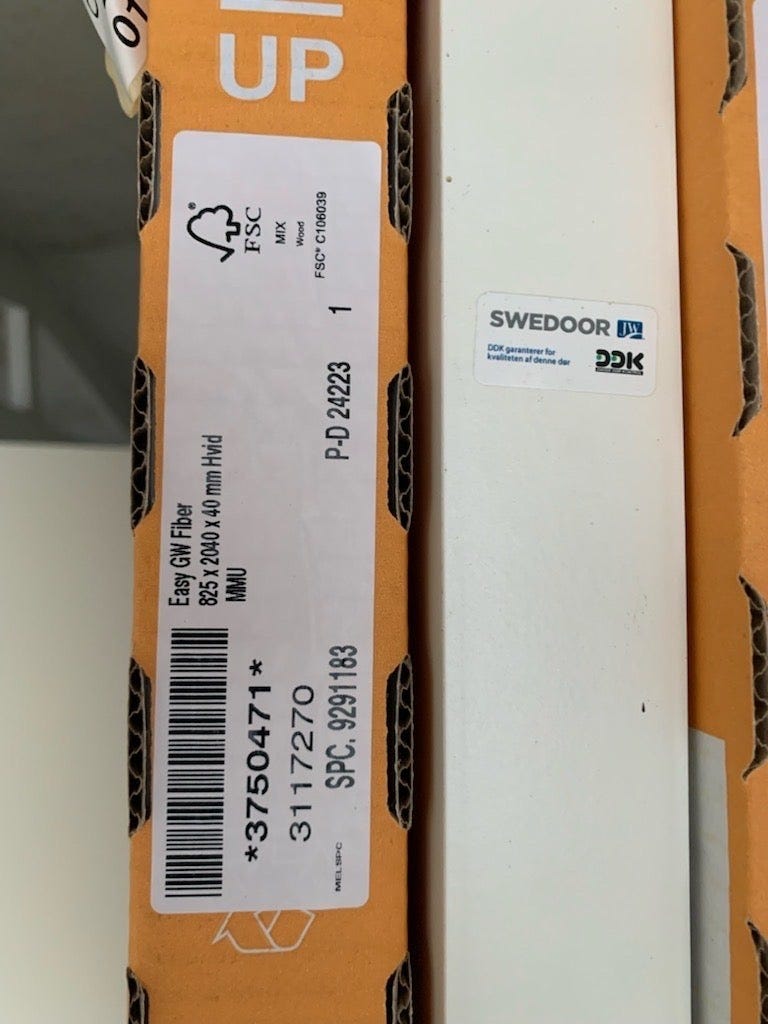 UP
FSC®
MIX
Wood
FSC® C106039
Easy GW Fiber
825 x 2040 x 40 mm Hvid
MMU
P-D 24223 1
*3750471*
3117270
SPC. 9291183
MELSPC
SWEDOOR JW
DDK garanterer for
kvaliteten af denne dør
DDK